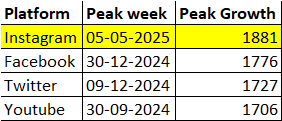 Platform Peak week Peak Growth
Instagram 05-05-2025 1881
Facebook 30-12-2024 1776
Twitter 09-12-2024 1727
Youtube 30-09-2024 1706